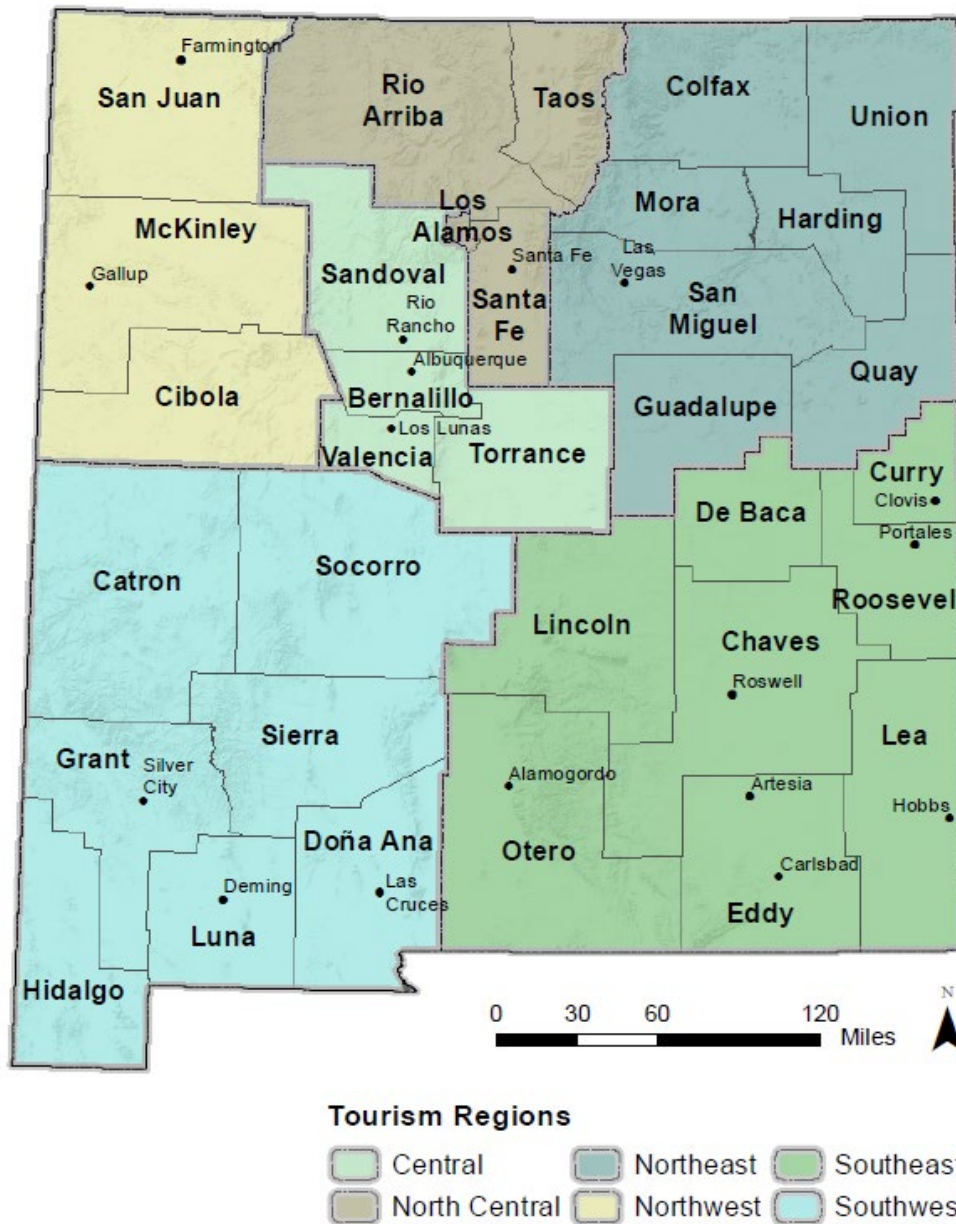 Farmington
San Juan
Rio
Arriba
Taos
Colfax
Union
McKinley
Gallup
Los
Alamos
Mora
Harding
Sandoval
Santa Fe
Las
Vegas
Rio
Rancho
Santa
Fe
San
Miguel
Albuquerque
Cibola
Bernalillo
Quay
Guadalupe
Los Lunas
Valencia
Torrance
Curry
Clovis
De Baca
Portales
Catron
Socorro
Roosevel
Lincoln
Chaves
Roswell
Grant
Sierra
Lea
Silver
City
Alamogordo
Artesia
Hobbs
Doña Ana
Otero
Deming
Las
Cruces
Carlsbad
Luna
Eddy
Hidalgo
N
0 30 60 120
Miles
Tourism Regions
Central Northeast Southeast
North Central Northwest Southwes